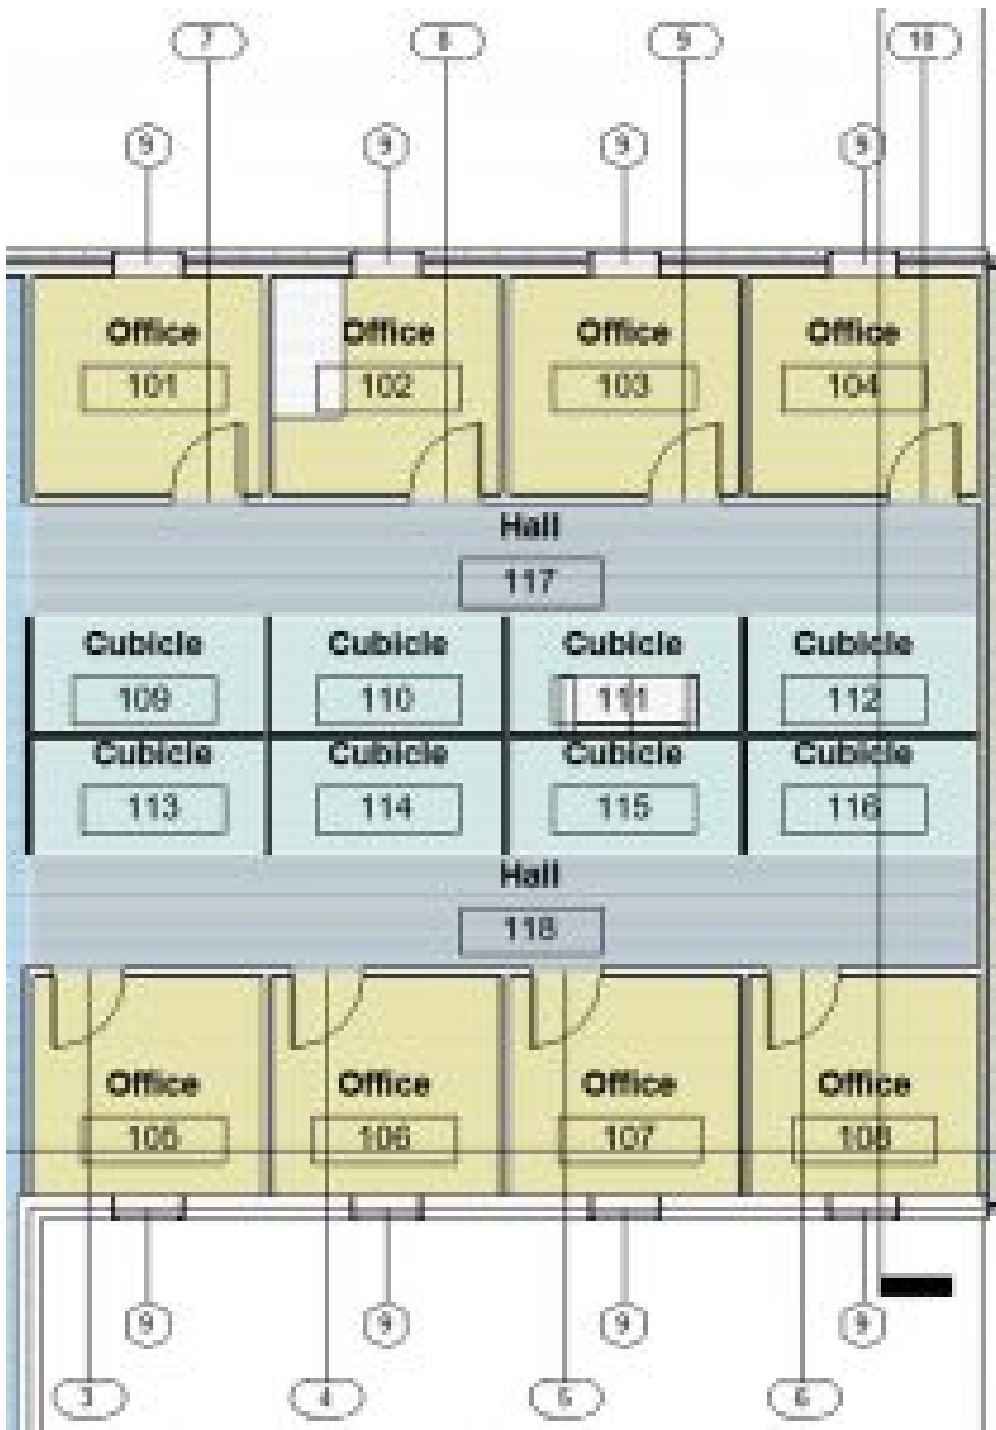 7 8 9 10
9 9 9 9
Office Office Office Office
101 102 103 104
Hall
117
Cubicle Cubicle Cubicle Cubicle
109 110 111 112
Cubicle Cubicle Cubicle Cubicle
113 114 115 116
Hall
118
Office Office Office Office
105 106 107 108
9 9 9 9
3 4 5 6